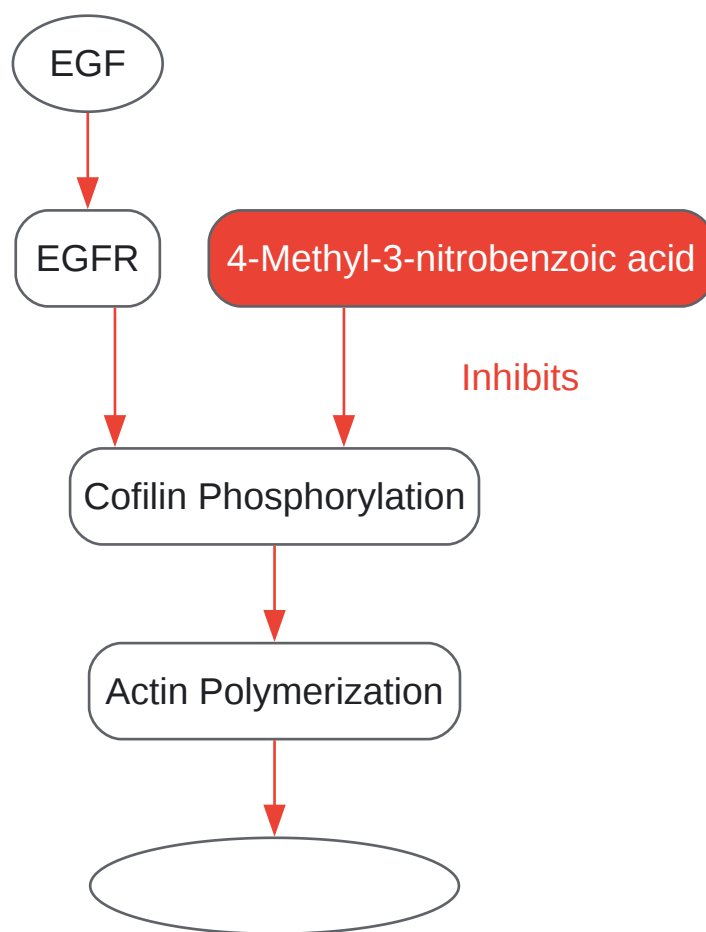 EGF
EGFR
4-Methyl-3-nitrobenzoic acid
Inhibits
Cofilin Phosphorylation
Actin Polymerization